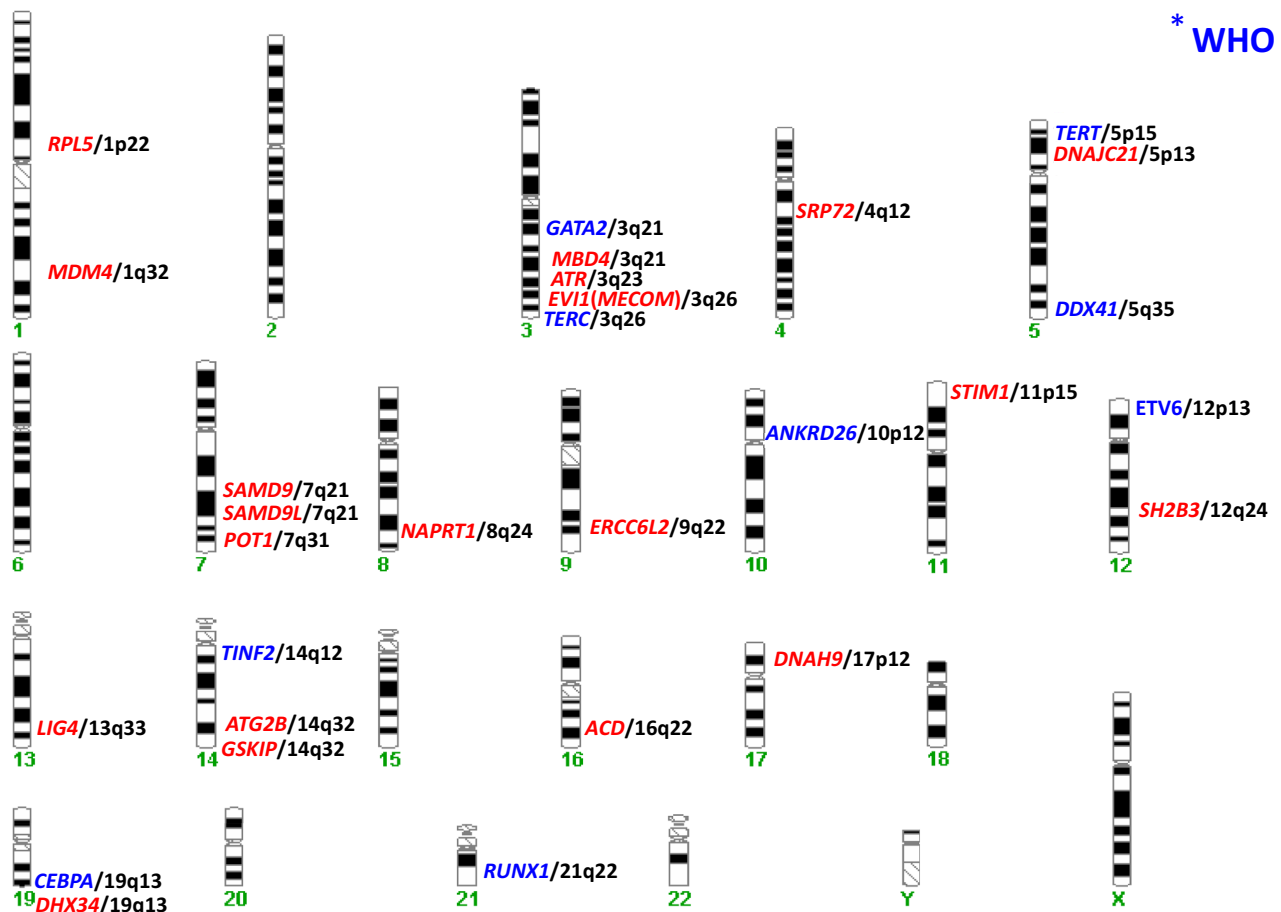 * WHO
RPL5/1p22
MDM4/1q32
GATA2/3q21
MBD4/3q21
ATR/3q23
EVI1(MECOM)/3q26
TERC/3q26
SRP72/4q12
TERT/5p15
DNAJC21/5p13
DDX41/5q35
1
2
3
4
5
SAMD9/7q21
SAMD9L/7q21
POT1/7q31
NAPRT1/8q24
ERCC6L2/9q22
ANKRD26/10p12
STIM1/11p15
ETV6/12p13
SH2B3/12q24
6
7
8
9
10
11
12
LIG4/13q33
TINF2/14q12
ATG2B/14q32
GSKIP/14q32
ACD/16q22
DNAH9/17p12
13
14
15
16
17
18
CEBPA/19q13
DHX34/19q13
RUNX1/21q22
19
20
21
22
Y
X